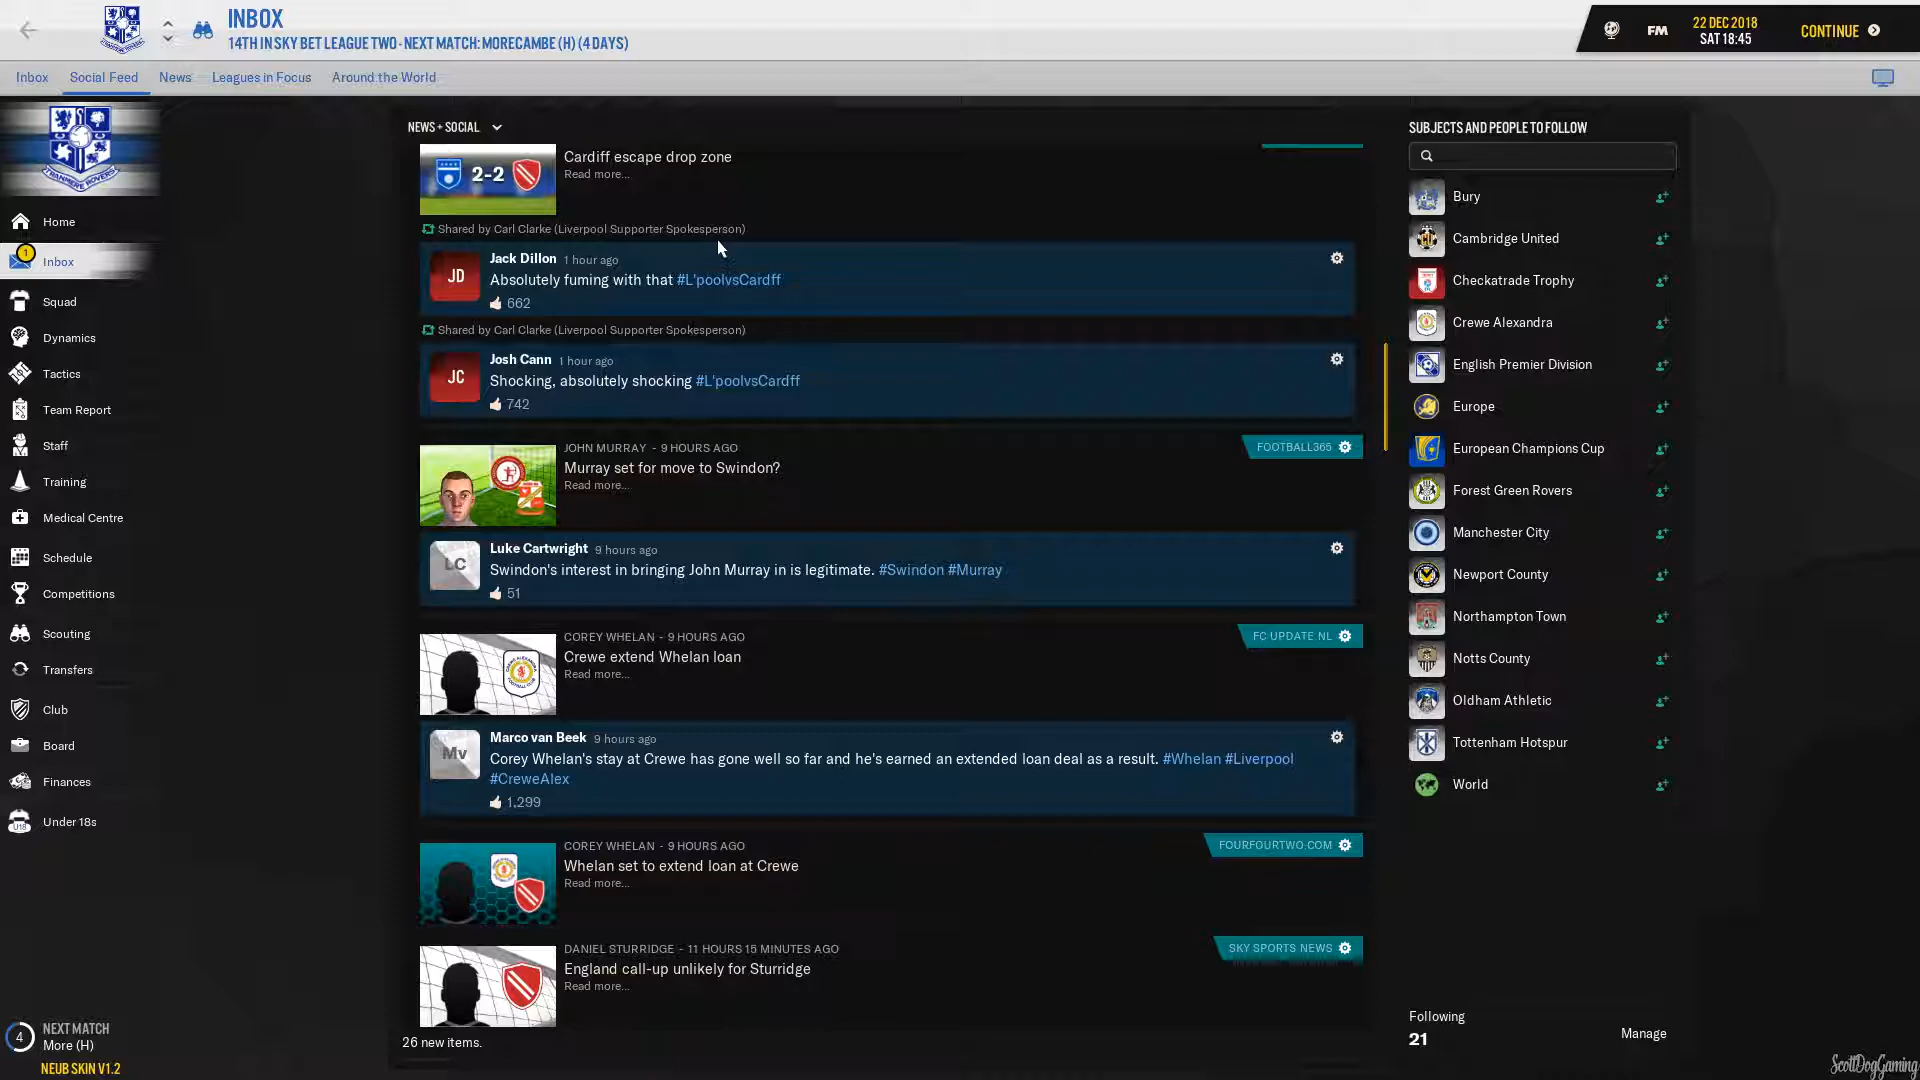 INBOX
14TH IN SKY BET LEAGUE TWO - NEXT MATCH: MORECAMBE (H) (4 DAYS)
FM
22 DEC 2018
SAT 18:45
CONTINUE
Inbox
Social Feed
News
Leagues in Focus
Around the World
TRANMERE ROVERS
Home
1
Inbox
Squad
Dynamics
Tactics
Team Report
Staff
Training
Medical Centre
Schedule
Competitions
Scouting
Transfers
Club
Board
Finances
U18
Under 18s
4
NEXT MATCH
More (H)
NEUB SKIN V1.2
NEWS + SOCIAL
2-2
Cardiff escape drop zone
Read more...
Shared by Carl Clarke (Liverpool Supporter Spokesperson)
JD
Jack Dillon 1 hour ago
Absolutely fuming with that #L'poolvsCardff
662
Shared by Carl Clarke (Liverpool Supporter Spokesperson)
JC
Josh Cann 1 hour ago
Shocking, absolutely shocking #L'poolvsCardff
742
JOHN MURRAY - 9 HOURS AGO
FOOTBALL365
Murray set for move to Swindon?
Read more...
LC
Luke Cartwright 9 hours ago
Swindon's interest in bringing John Murray in is legitimate. #Swindon #Murray
51
COREY WHELAN - 9 HOURS AGO
FC UPDATE NL
Crewe extend Whelan loan
Read more...
Mv
Marco van Beek 9 hours ago
Corey Whelan's stay at Crewe has gone well so far and he's earned an extended loan deal as a result. #Whelan #Liverpool
#CreweAlex
1,299
COREY WHELAN - 9 HOURS AGO
FOURFOURTWO.COM
Whelan set to extend loan at Crewe
Read more...
DANIEL STURRIDGE - 11 HOURS 15 MINUTES AGO
SKY SPORTS NEWS
England call-up unlikely for Sturridge
Read more...
26 new items.
SUBJECTS AND PEOPLE TO FOLLOW
Bury
Cambridge United
Checkatrade Trophy
Crewe Alexandra
English Premier Division
Europe
European Champions Cup
Forest Green Rovers
Manchester City
Newport County
Northampton Town
Notts County
Oldham Athletic
Tottenham Hotspur
World
Following
21
Manage
ScottDogGaming